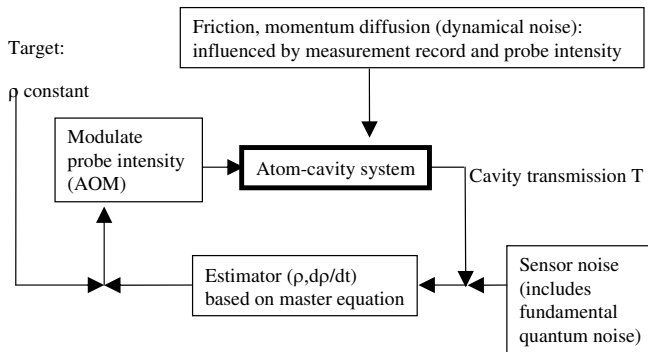 Friction, momentum diffusion (dynamical noise):
influenced by measurement record and probe intensity
Target:
ρ constant
Modulate
probe intensity
(AOM)
Atom-cavity system
Cavity transmission T
Estimator (ρ,dρ/dt)
based on master equation
Sensor noise
(includes
fundamental
quantum noise)